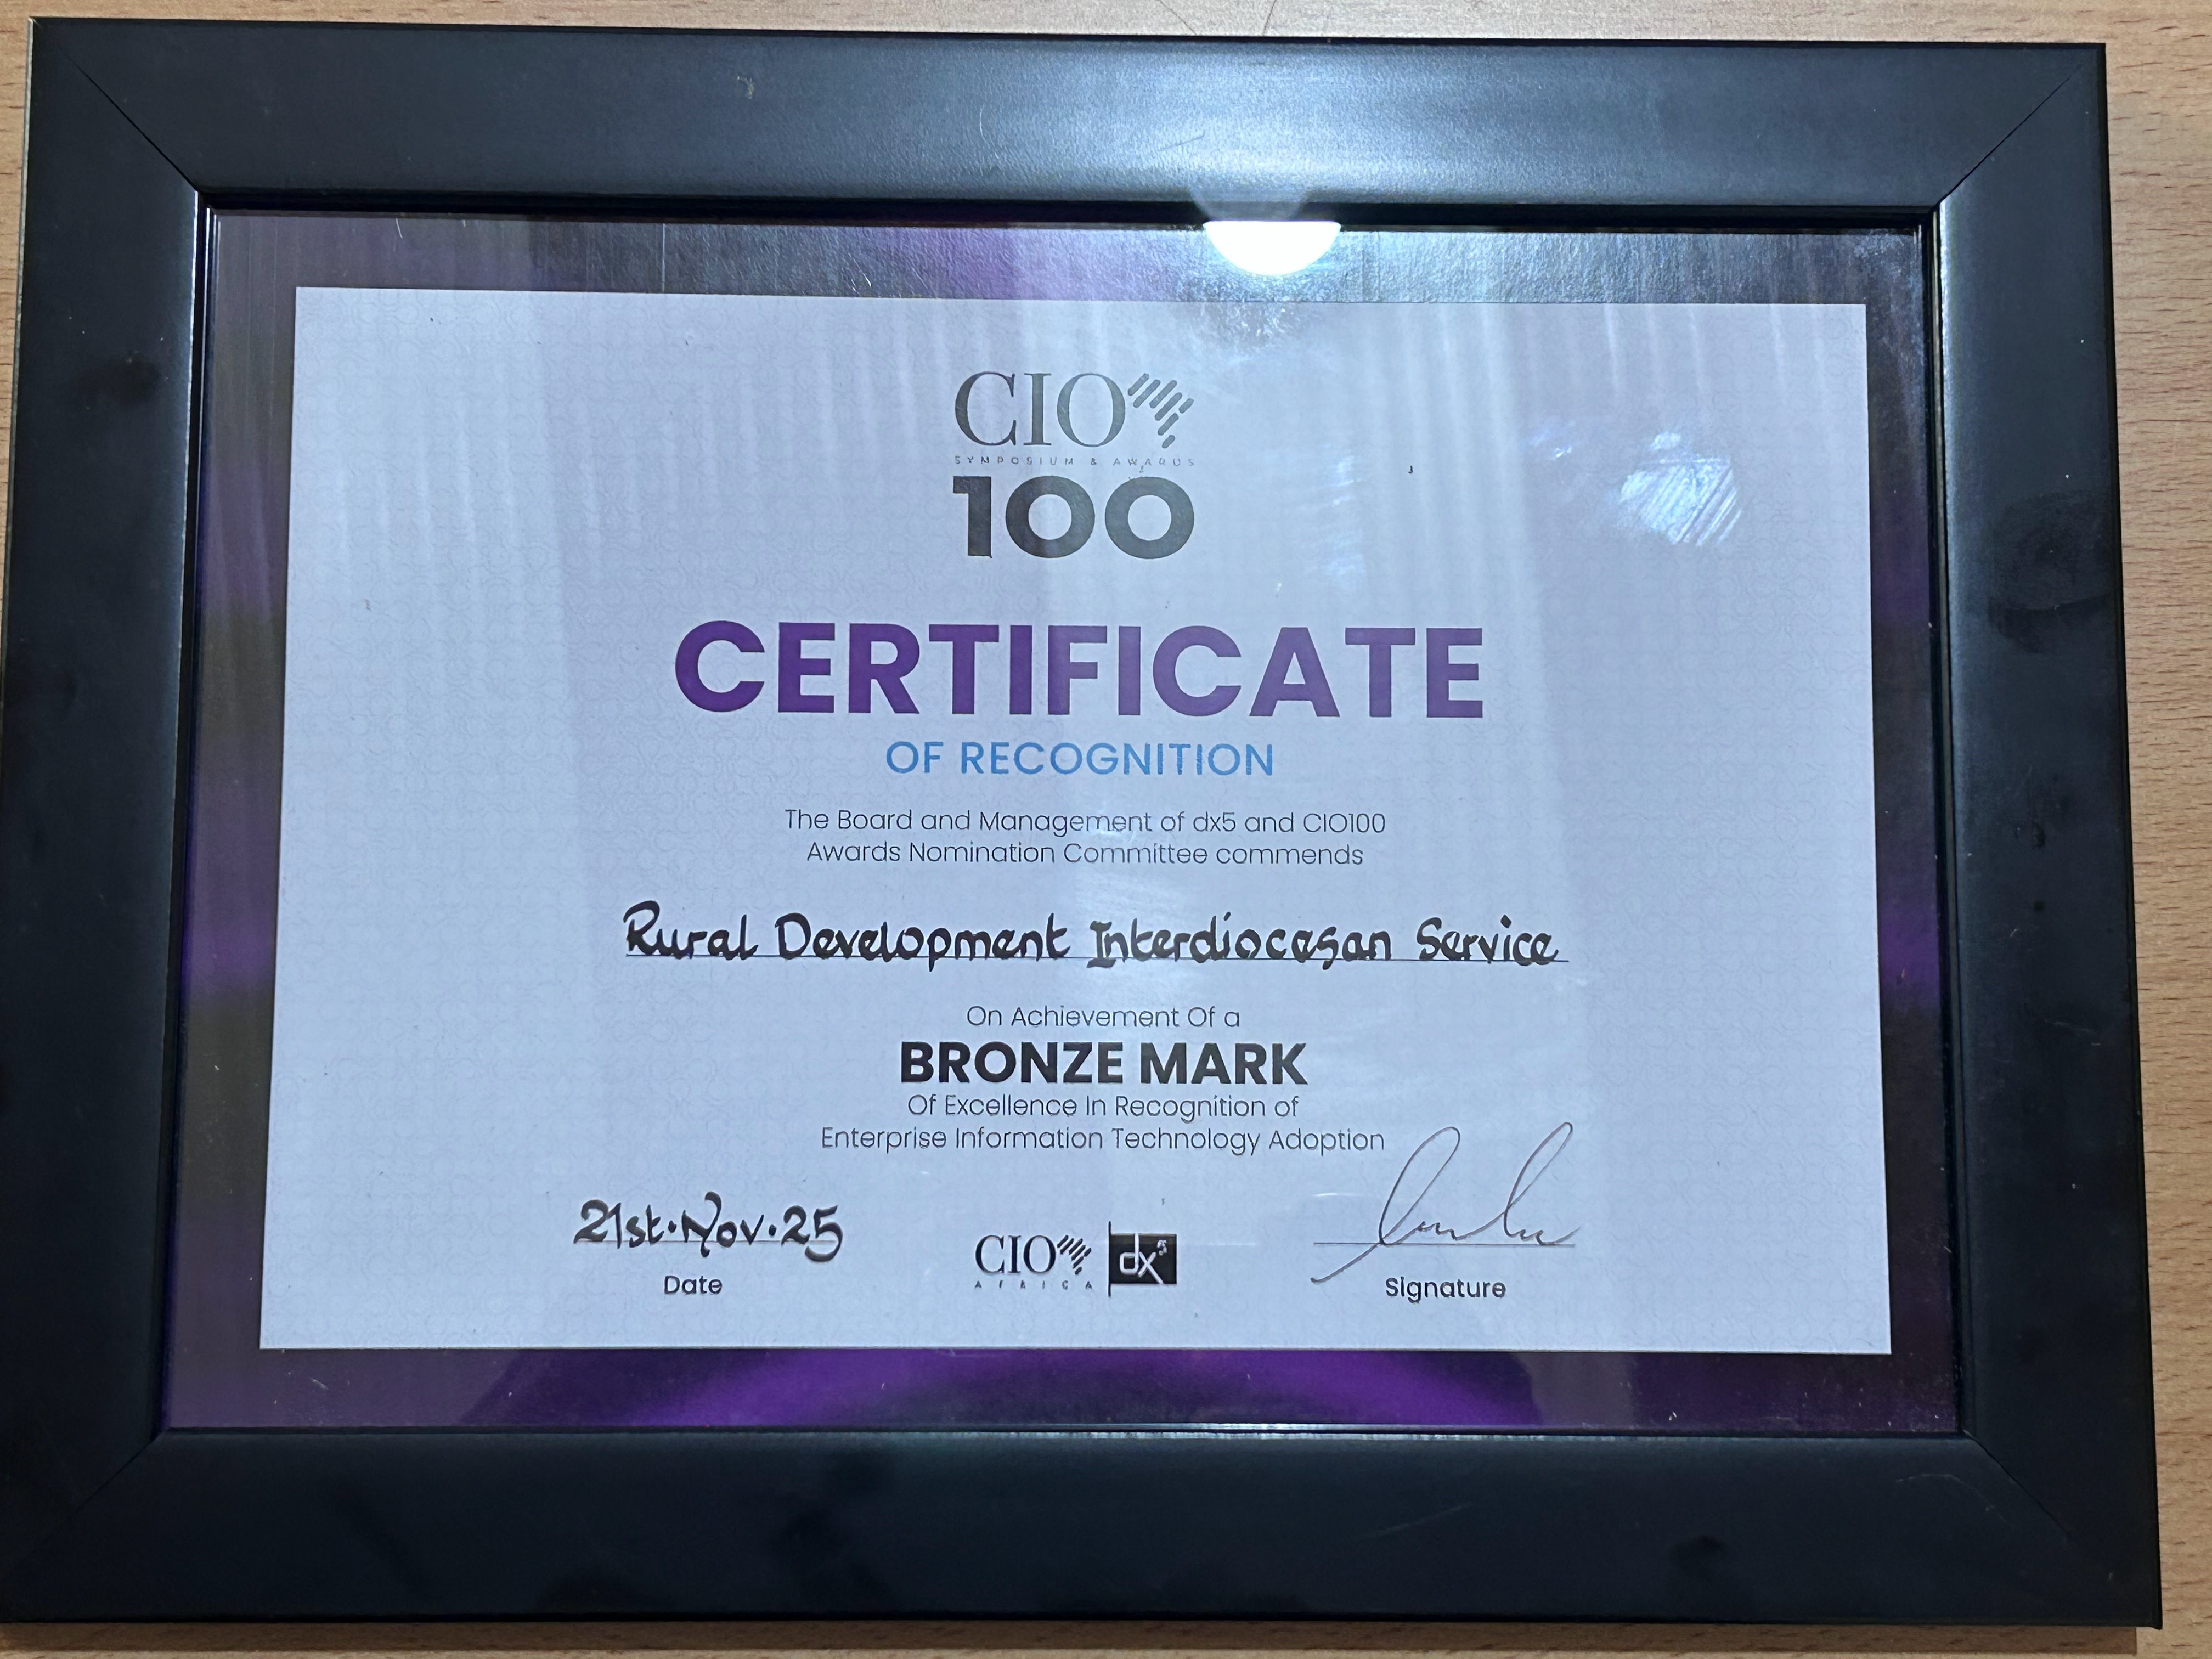 CIO
SYMPOSIUM & AWARDS
100
CERTIFICATE
OF RECOGNITION
The Board and Management of dx5 and CIO100
Awards Nomination Committee commends
Rural Development Interdiocesan Service
On Achievement Of a
BRONZE MARK
Of Excellence In Recognition of
Enterprise Information Technology Adoption
21st.Nov.25
Date
CIO
AFRICA
dx5
Signature